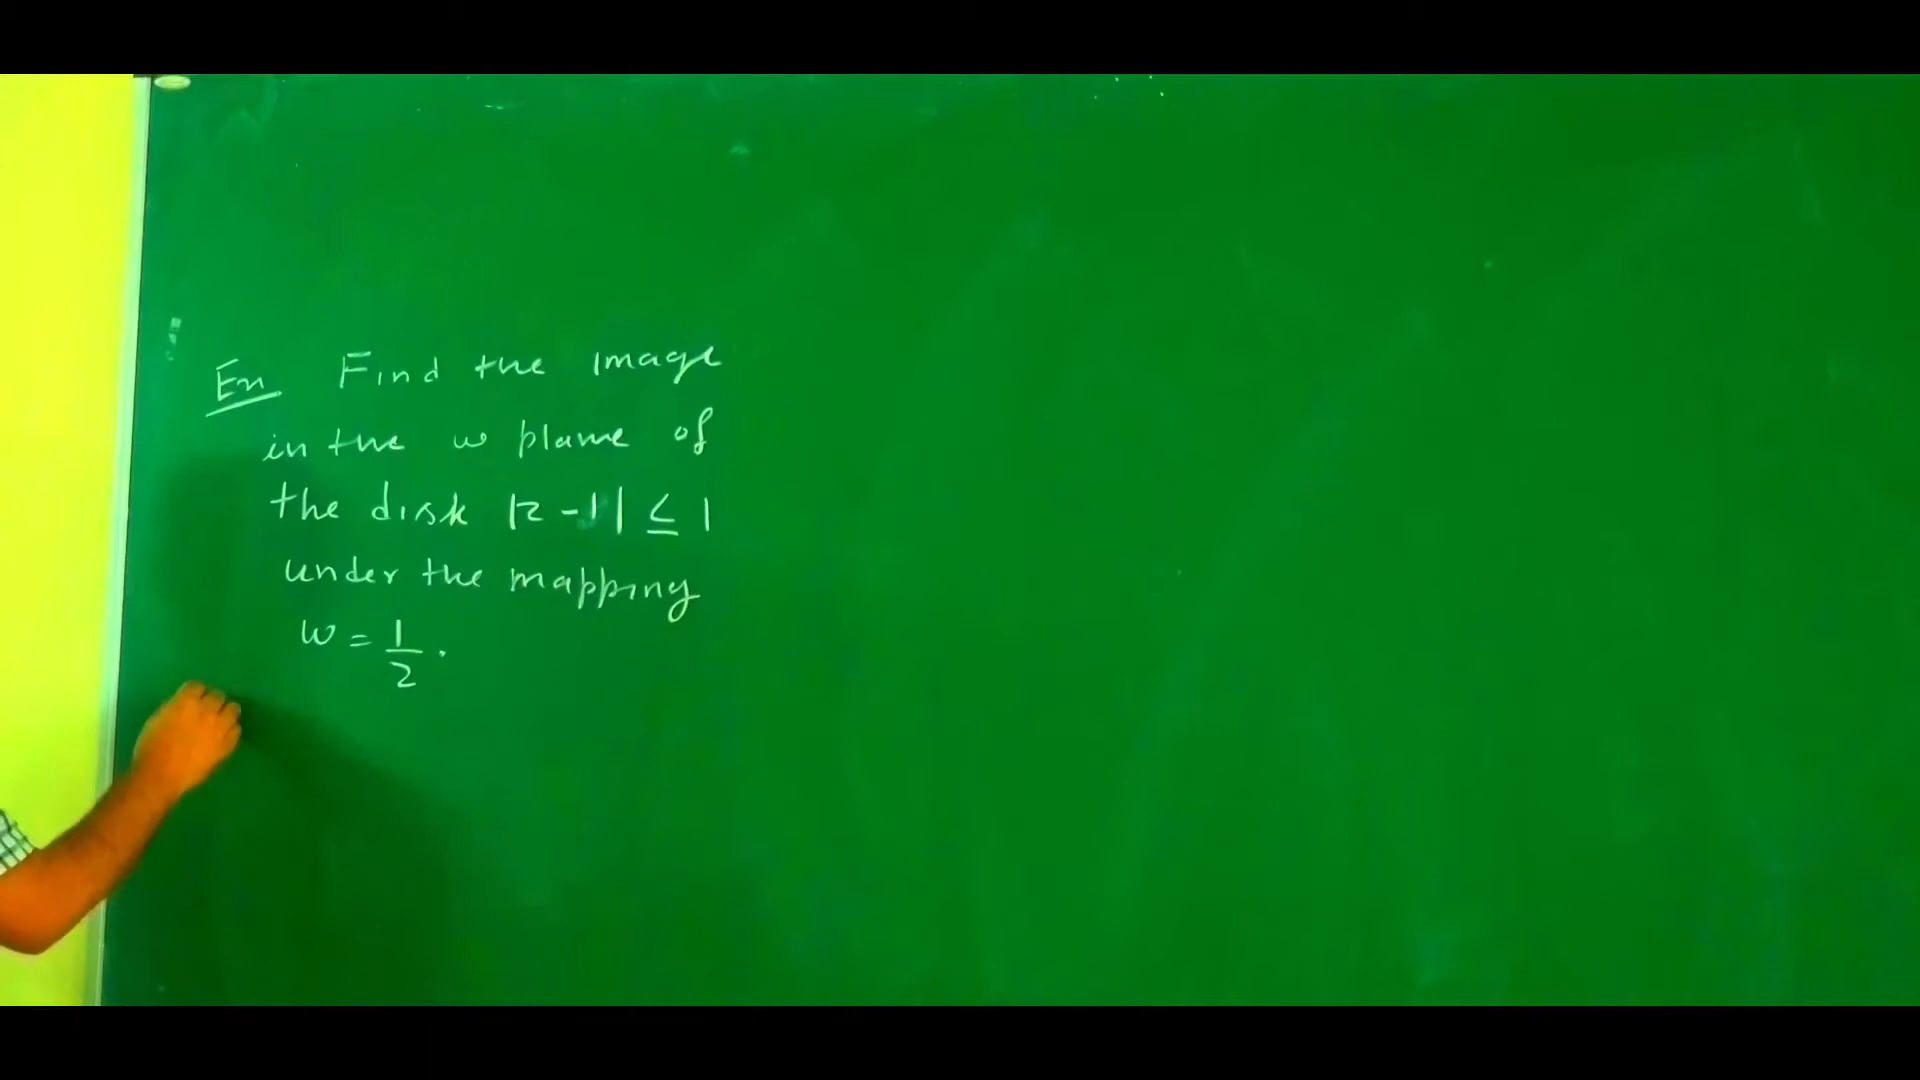 Ex Find the image
in the w plane of
the disk |z-1| ≤ 1
under the mapping
w = 1/z.